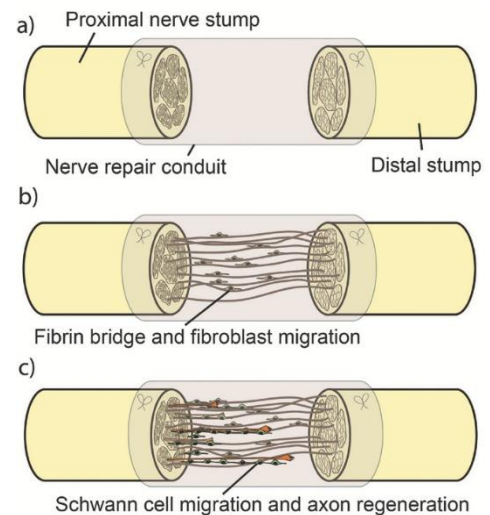 a)
Proximal nerve stump
Nerve repair conduit
Distal stump
b)
Fibrin bridge and fibroblast migration
c)
Schwann cell migration and axon regeneration